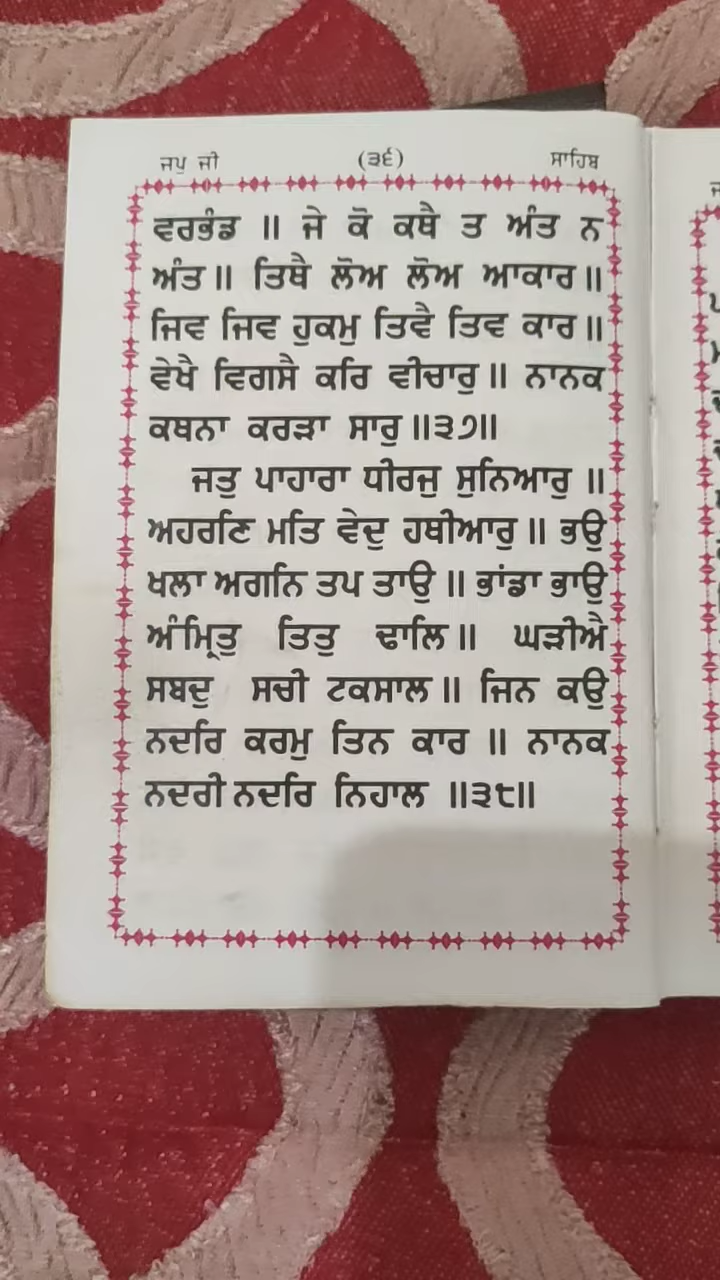 ਜਪੁ ਜੀ (੩੬) ਸਾਹਿਬ
ਵਰਭੰਡ ॥ ਜੇ ਕੋ ਕਥੈ ਤ ਅੰਤ ਨ
ਅੰਤ ॥ ਤਿਥੈ ਲੋਅ ਲੋਅ ਆਕਾਰ ॥
ਜਿਵ ਜਿਵ ਹੁਕਮੁ ਤਿਵੈ ਤਿਵ ਕਾਰ ॥
ਵੇਖੈ ਵਿਗਸੈ ਕਰਿ ਵੀਚਾਰੁ ॥ ਨਾਨਕ
ਕਥਨਾ ਕਰੜਾ ਸਾਰੁ ॥੩੭॥
ਜਤੁ ਪਾਹਾਰਾ ਧੀਰਜੁ ਸੁਨਿਆਰੁ ॥
ਅਹਰਣਿ ਮਤਿ ਵੇਦੁ ਹਥੀਆਰੁ ॥ ਭਉ
ਖਲਾ ਅਗਨਿ ਤਪ ਤਾਉ ॥ ਭਾਂਡਾ ਭਾਉ
ਅੰਮ੍ਰਿਤੁ ਤਿਤੁ ਢਾਲਿ ॥ ਘੜੀਐ
ਸਬਦੁ ਸਚੀ ਟਕਸਾਲ ॥ ਜਿਨ ਕਉ
ਨਦਰਿ ਕਰਮੁ ਤਿਨ ਕਾਰ ॥ ਨਾਨਕ
ਨਦਰੀ ਨਦਰਿ ਨਿਹਾਲ ॥੩੮॥